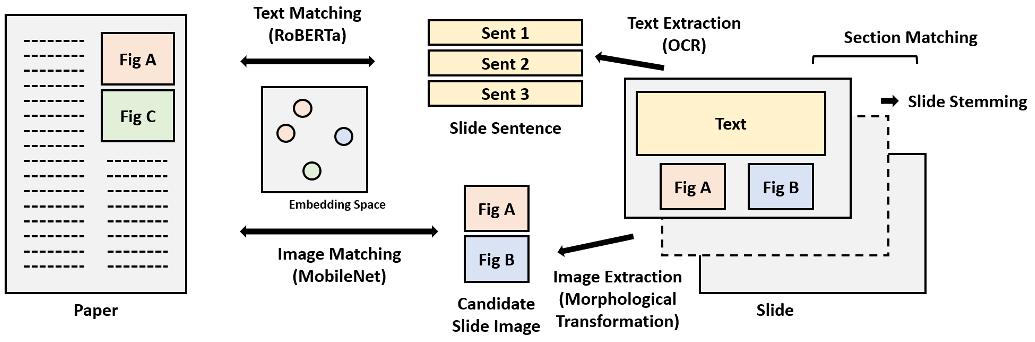 Fig A
Fig C
Paper
Text Matching
(RoBERTa)
Embedding Space
Image Matching
(MobileNet)
Sent 1
Sent 2
Sent 3
Slide Sentence
Fig A
Fig B
Candidate
Slide Image
Text Extraction
(OCR)
Image Extraction
(Morphological
Transformation)
Section Matching
Slide Stemming
Text
Fig A
Fig B
Slide